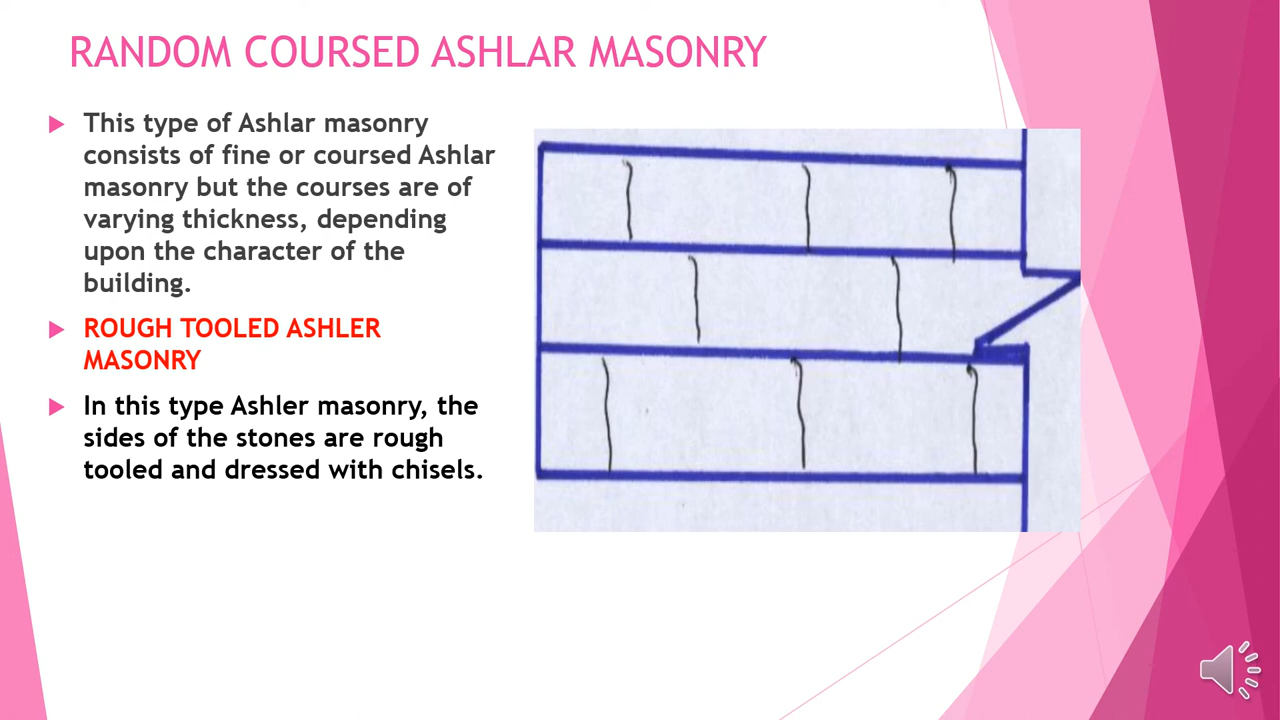 RANDOM COURSED ASHLAR MASONRY
This type of Ashlar masonry
consists of fine or coursed Ashlar
masonry but the courses are of
varying thickness, depending
upon the character of the
building.
ROUGH TOOLED ASHLER
MASONRY
In this type Ashler masonry, the
sides of the stones are rough
tooled and dressed with chisels.